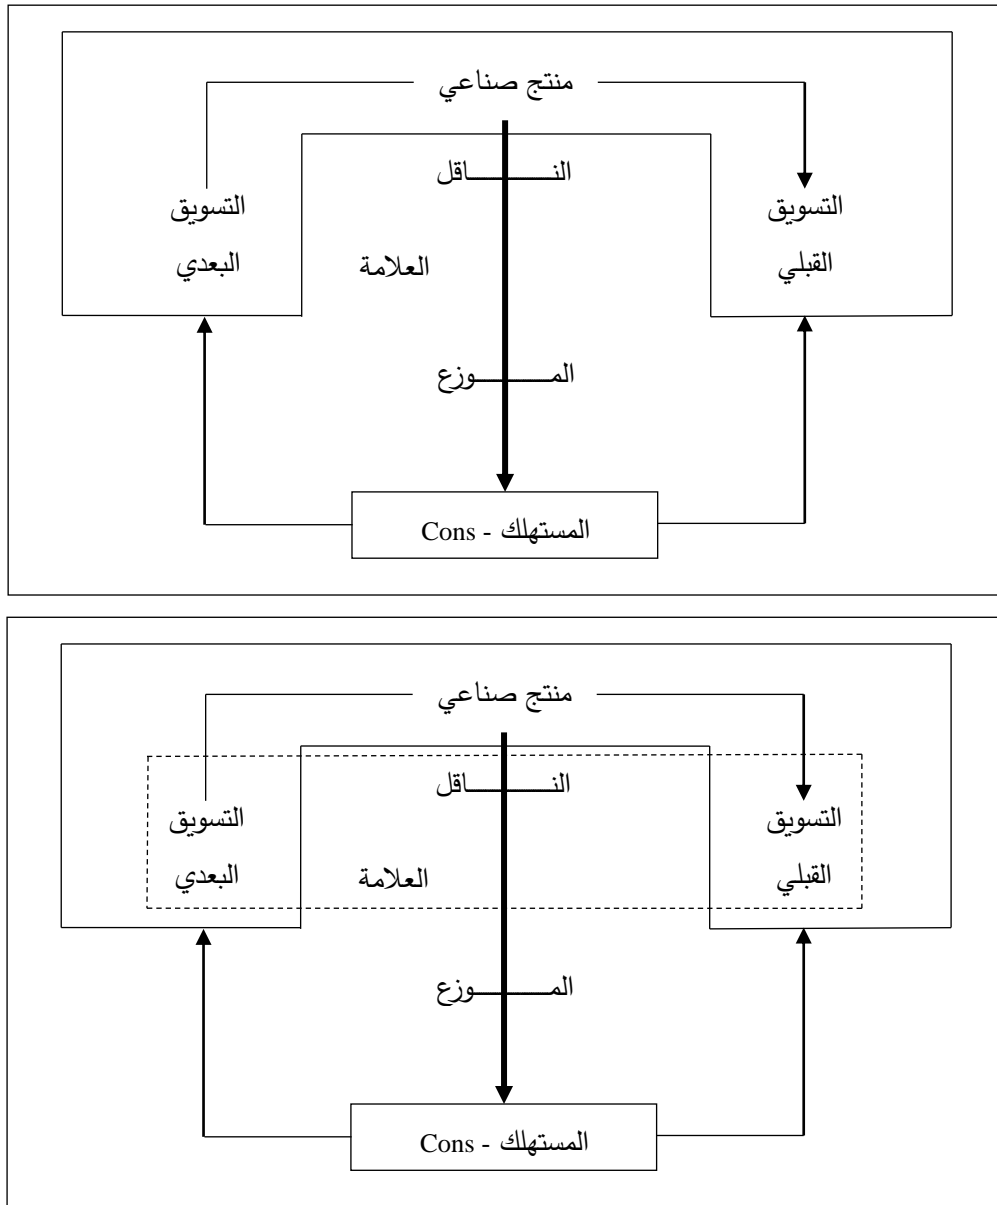 منتج صناعي
الناقل
التسويق
التسويق
القبلي
العلامة
البعدي
الموزع
المستهلك - Cons
منتج صناعي
الناقل
التسويق
التسويق
القبلي
العلامة
البعدي
الموزع
المستهلك - Cons